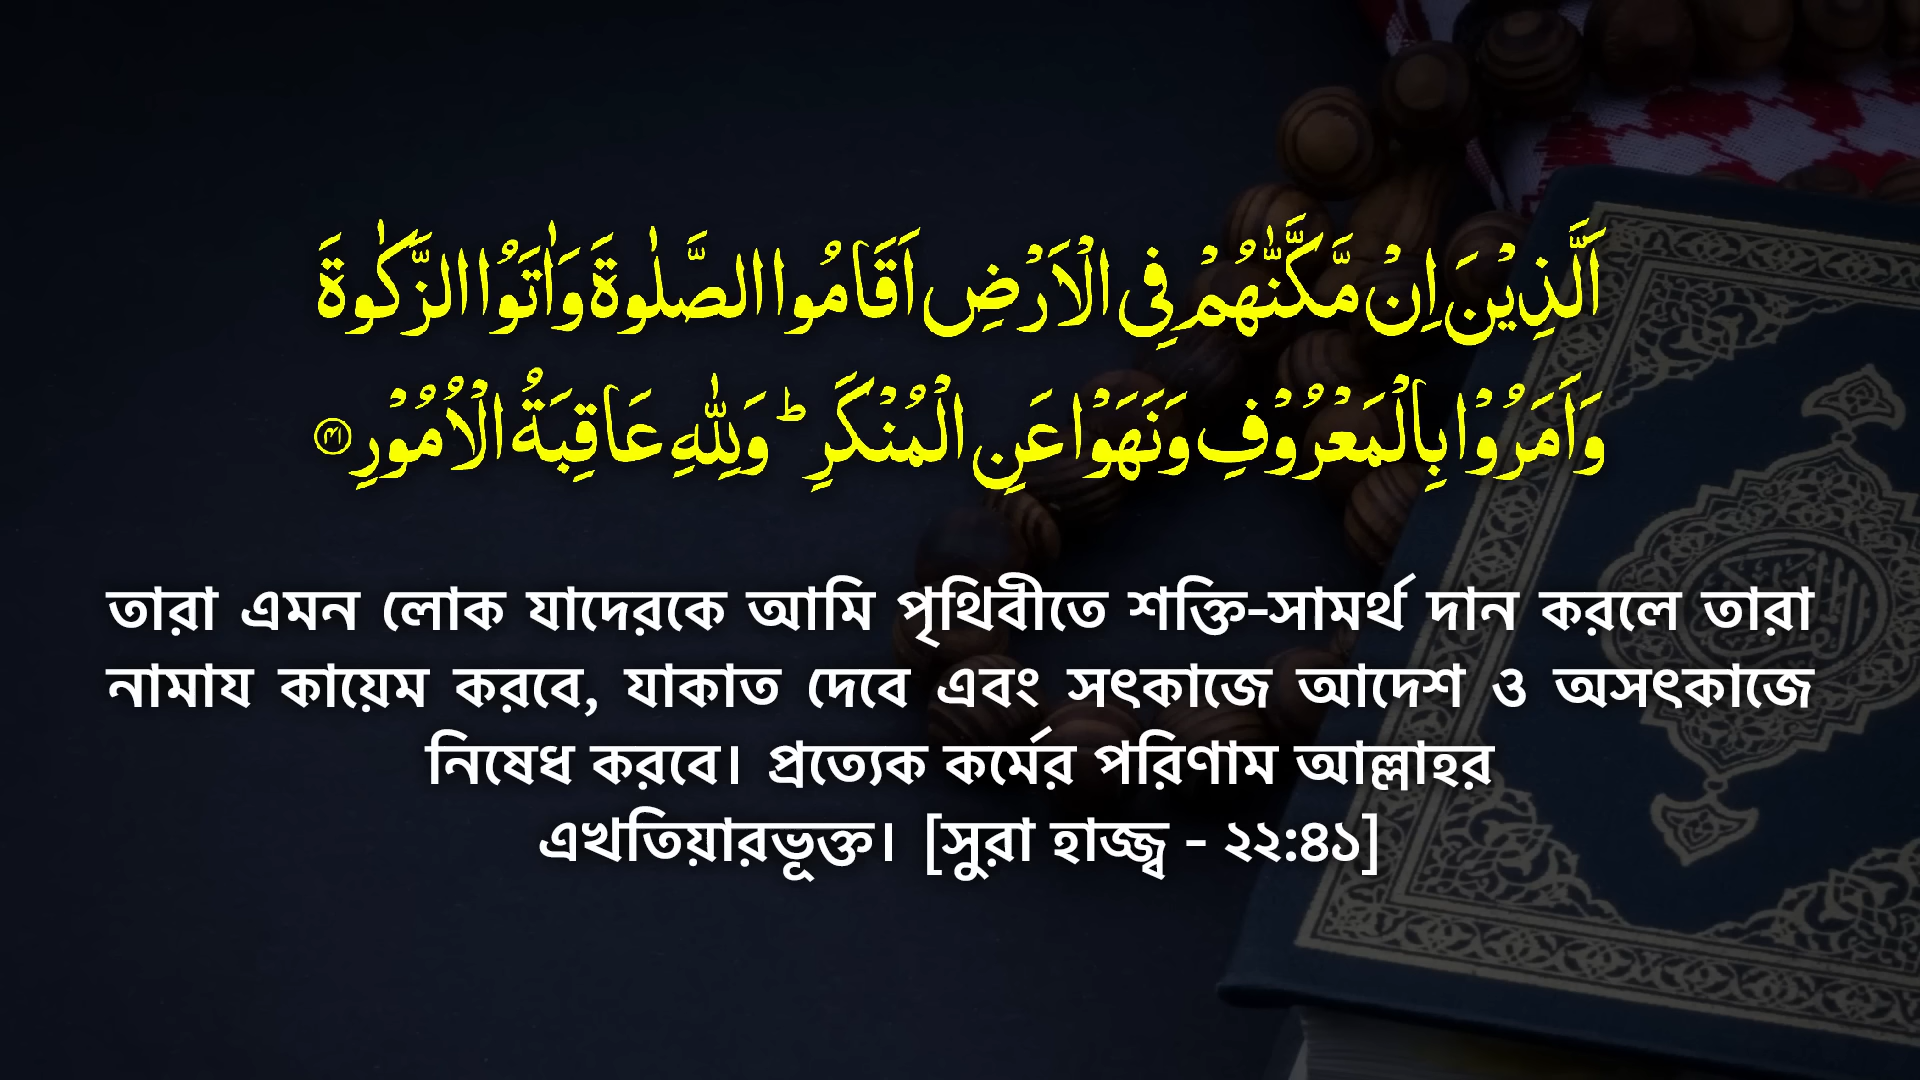 اَلَّذِيْنَ اِنْ مَّكَّنّٰهُمْ فِى الْاَرْضِ اَقَامُوا الصَّلٰوةَ وَاٰتَوُا الزَّكٰوةَ
وَاَمَرُوْا بِالْمَعْرُوْفِ وَنَهَوْا عَنِ الْمُنْكَرِ ؕ وَلِلّٰهِ عَاقِبَةُ الْاُمُوْرِ ۴۱
তারা এমন লোক যাদেরকে আমি পৃথিবীতে শক্তি-সামর্থ দান করলে তারা
নামায কায়েম করবে, যাকাত দেবে এবং সৎকাজে আদেশ ও অসৎকাজে
নিষেধ করবে। প্রত্যেক কর্মের পরিণাম আল্লাহর
এখতিয়ারভূক্ত। [সুরা হাজ্জ্ব - ২২:৪১]